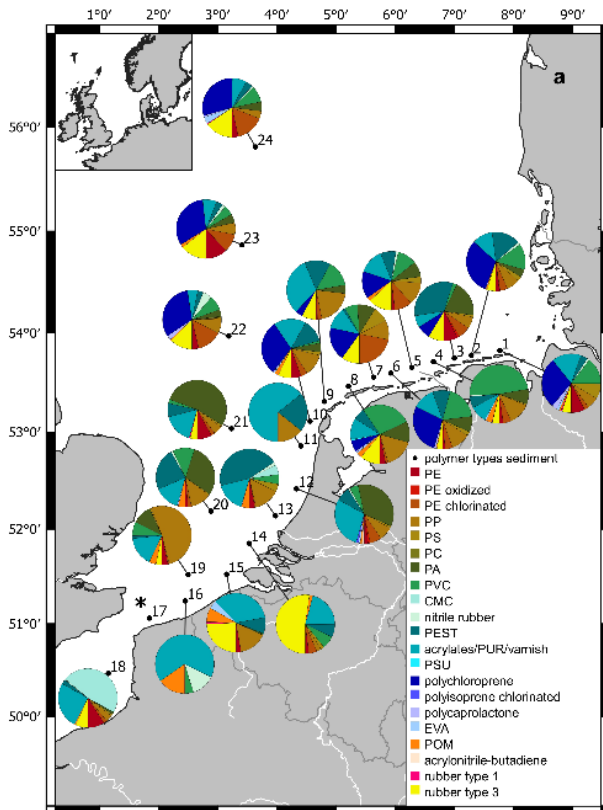 0°0' 1°0' 2°0' 3°0' 4°0' 5°0' 6°0' 7°0' 8°0' 9°0'
a
56°0'
24
55°0'
23
54°0'
22
1
2
3
4
5
6
7
8
9
10
11
53°0'
21
12
13
20
52°0'
14
19
15
16
*
17
51°0'
18
50°0'
polymer types sediment
PE
PE oxidized
PE chlorinated
PP
PS
PC
PA
PVC
CMC
nitrile rubber
PEST
acrylates/PUR/varnish
PSU
polychloroprene
polyisoprene chlorinated
polycaprolactone
EVA
POM
acrylonitrile-butadiene
rubber type 1
rubber type 3